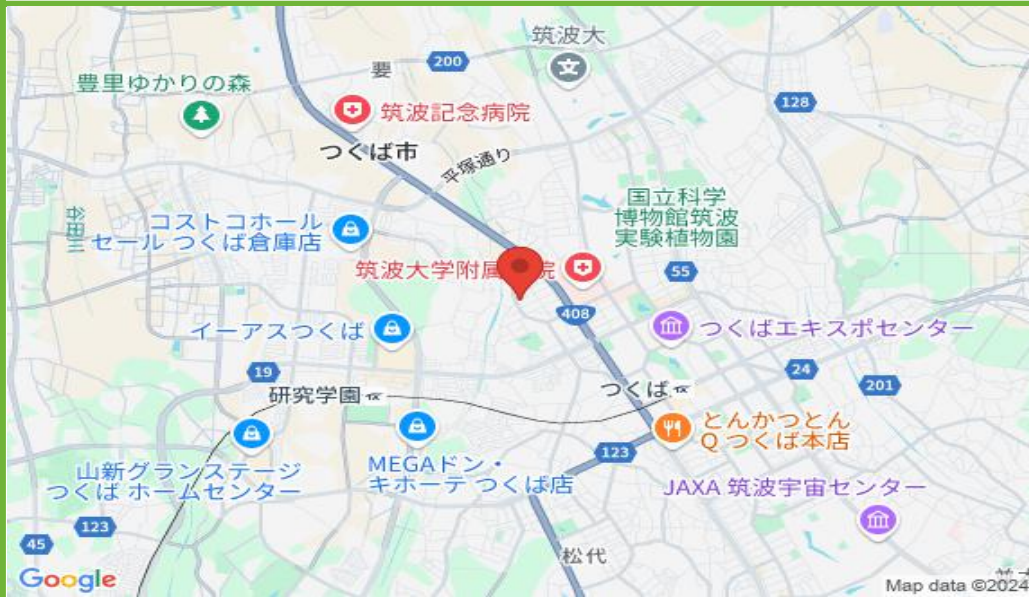 筑波大
200
要
豊里ゆかりの森
128
筑波記念病院
つくば市
平塚通り
国立科学
博物館筑波
実験植物園
谷田川
コストコホール
セール つくば倉庫店
筑波大学附属
院
55
408
イーアスつくば
つくばエキスポセンター
19
24
研究学園
つくば
201
とんかつとん
Q つくば本店
123
MEGAドン・
キホーテ つくば店
山新グランステージ
つくば ホームセンター
JAXA 筑波宇宙センター
123
45
松代
Google
Map data ©2024